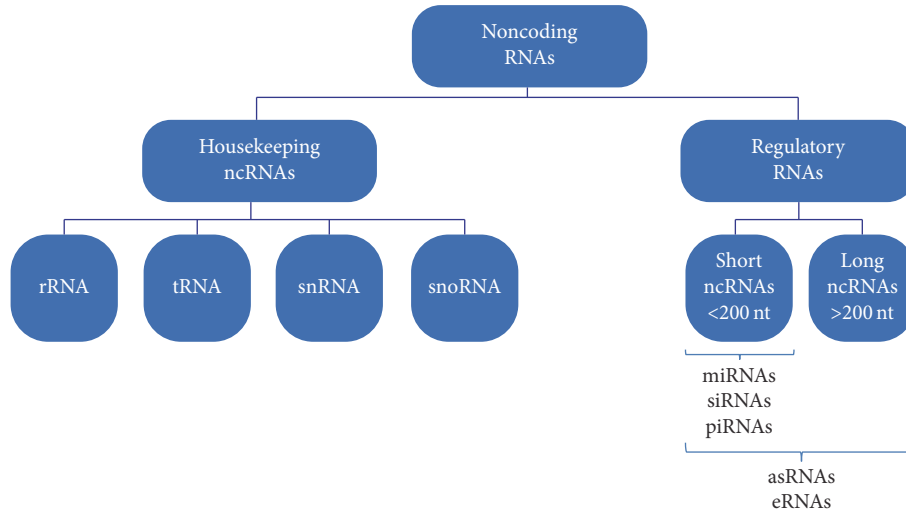 Noncoding
RNAs
Housekeeping
ncRNAs
Regulatory
RNAs
rRNA
tRNA
snRNA
snoRNA
Short
ncRNAs
<200 nt
Long
ncRNAs
>200 nt
miRNAs
siRNAs
piRNAs
asRNAs
eRNAs